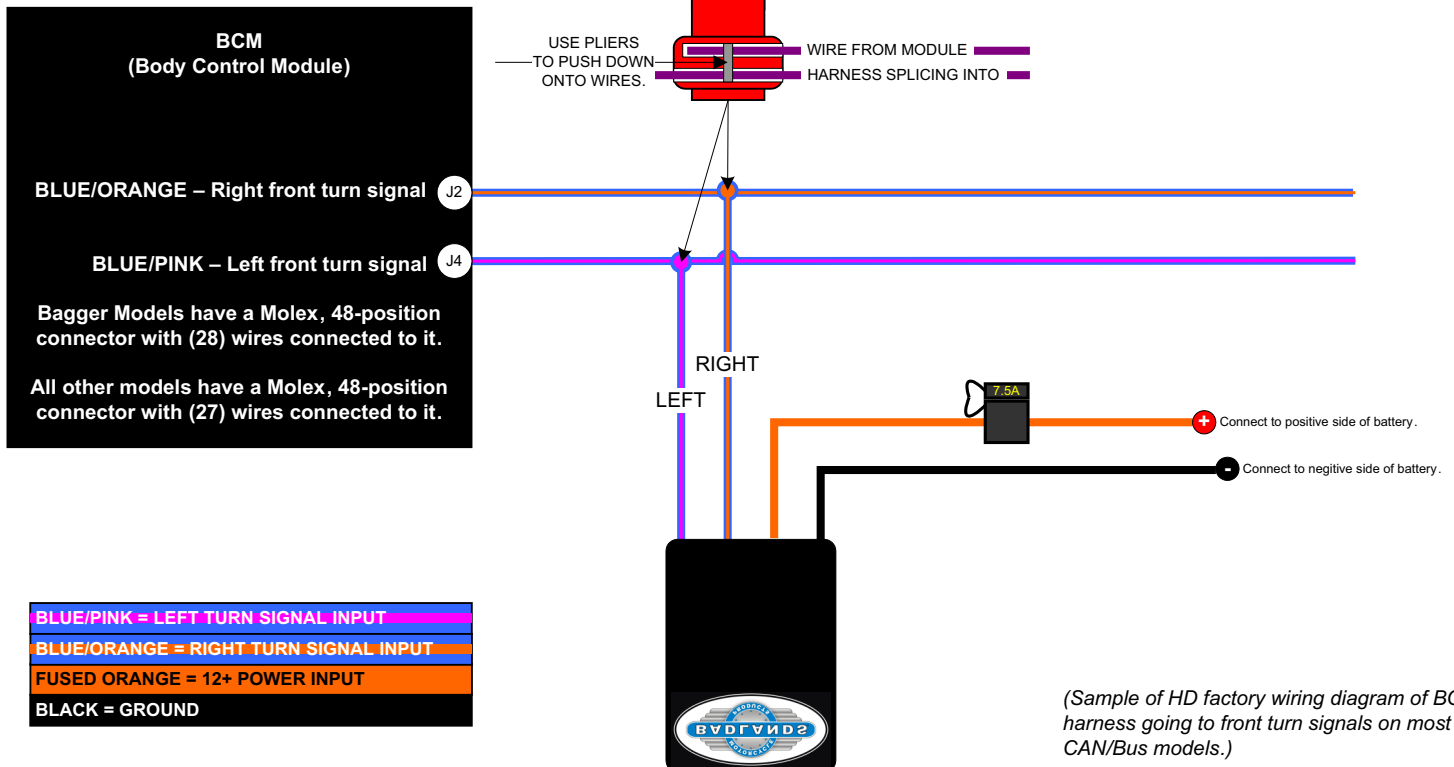 BCM
(Body Control Module)
BLUE/ORANGE – Right front turn signal
J2
BLUE/PINK – Left front turn signal
J4
Bagger Models have a Molex, 48-position
connector with (28) wires connected to it.
All other models have a Molex, 48-position
connector with (27) wires connected to it.
USE PLIERS
TO PUSH DOWN
ONTO WIRES.
WIRE FROM MODULE
HARNESS SPLICING INTO
RIGHT
LEFT
7.5A
+
Connect to positive side of battery.
-
Connect to negitive side of battery.
BLUE/PINK = LEFT TURN SIGNAL INPUT
BLUE/ORANGE = RIGHT TURN SIGNAL INPUT
FUSED ORANGE = 12+ POWER INPUT
BLACK = GROUND
MOTORCYCLE
BADLANDS
PRODUCTS
(Sample of HD factory wiring diagram of BC
harness going to front turn signals on most
CAN/Bus models.)